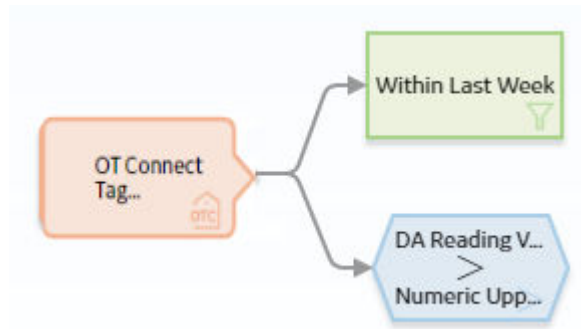 OT Connect
Tag...
OTC
Within Last Week
DA Reading V...
>
Numeric Upp...